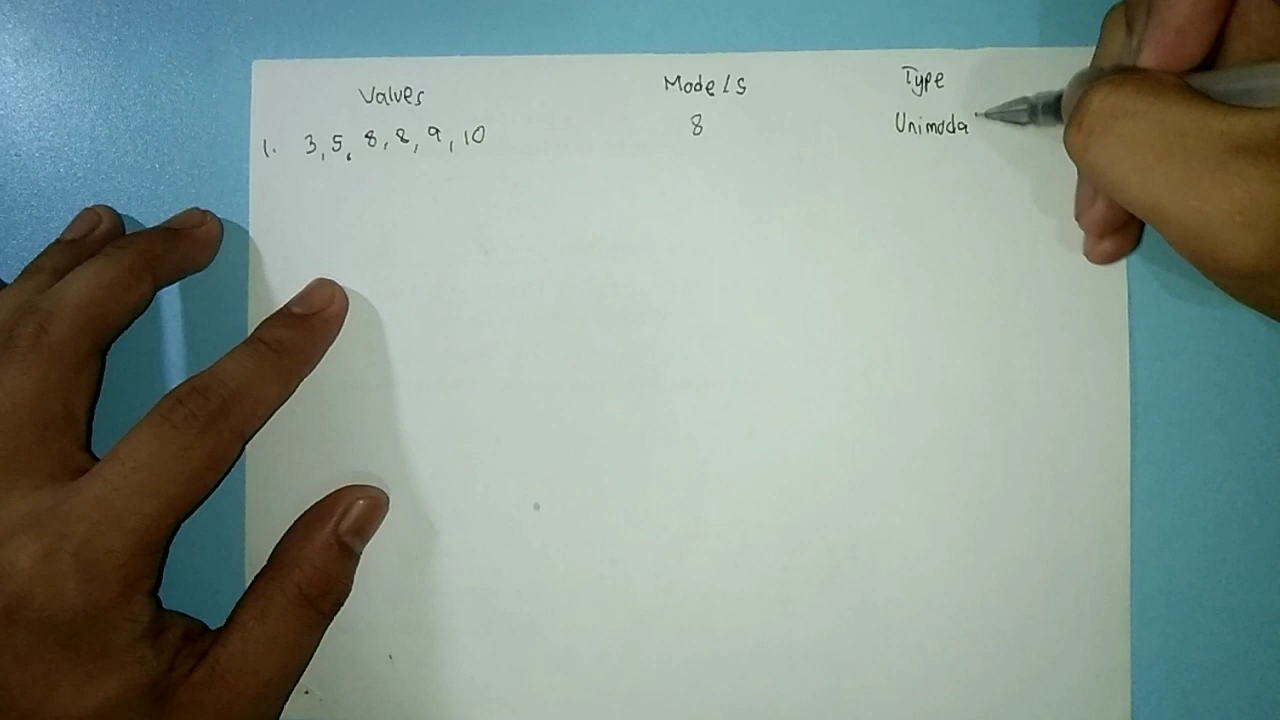 Values Mode/s Type
1. 3, 5, 8, 8, 9, 10 8 Unimoda